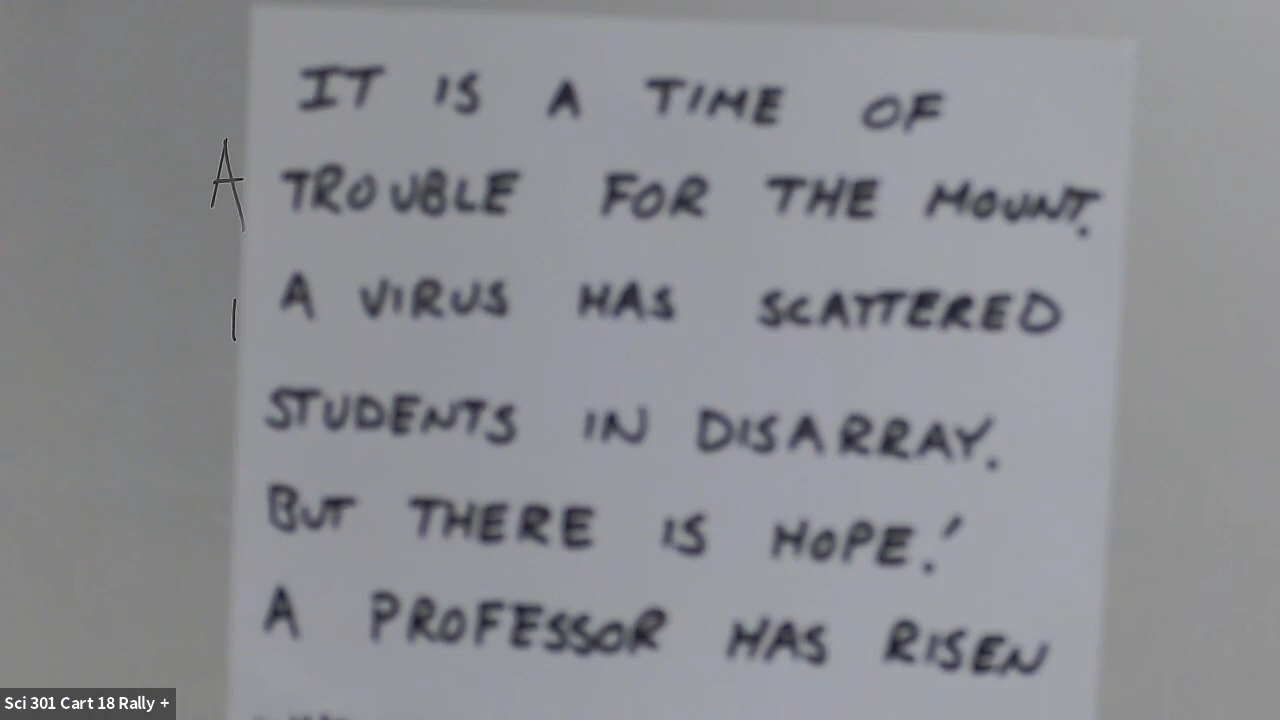 IT IS A TIME OF
A TROUBLE FOR THE MOUNT.
I A VIRUS HAS SCATTERED
STUDENTS IN DISARRAY.
BUT THERE IS HOPE!
A PROFESSOR HAS RISEN
Sci 301 Cart 18 Rally +